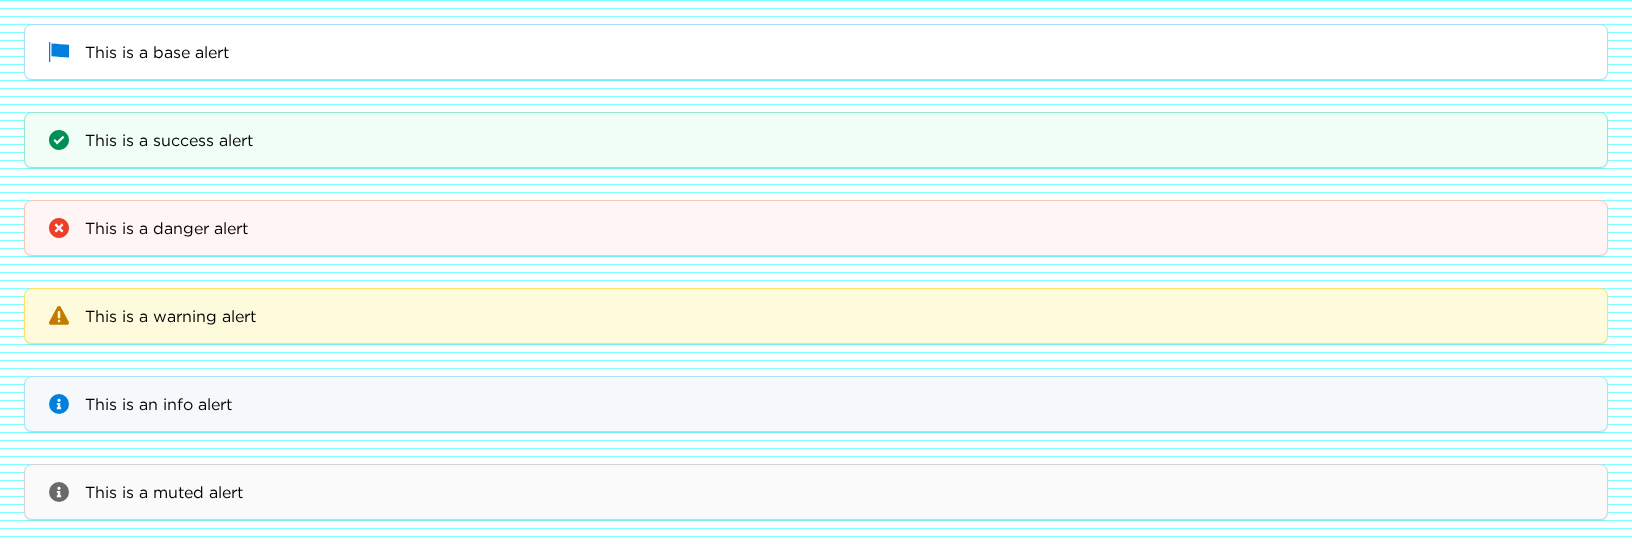 This is a base alert
This is a success alert
This is a danger alert
This is a warning alert
This is an info alert
This is a muted alert